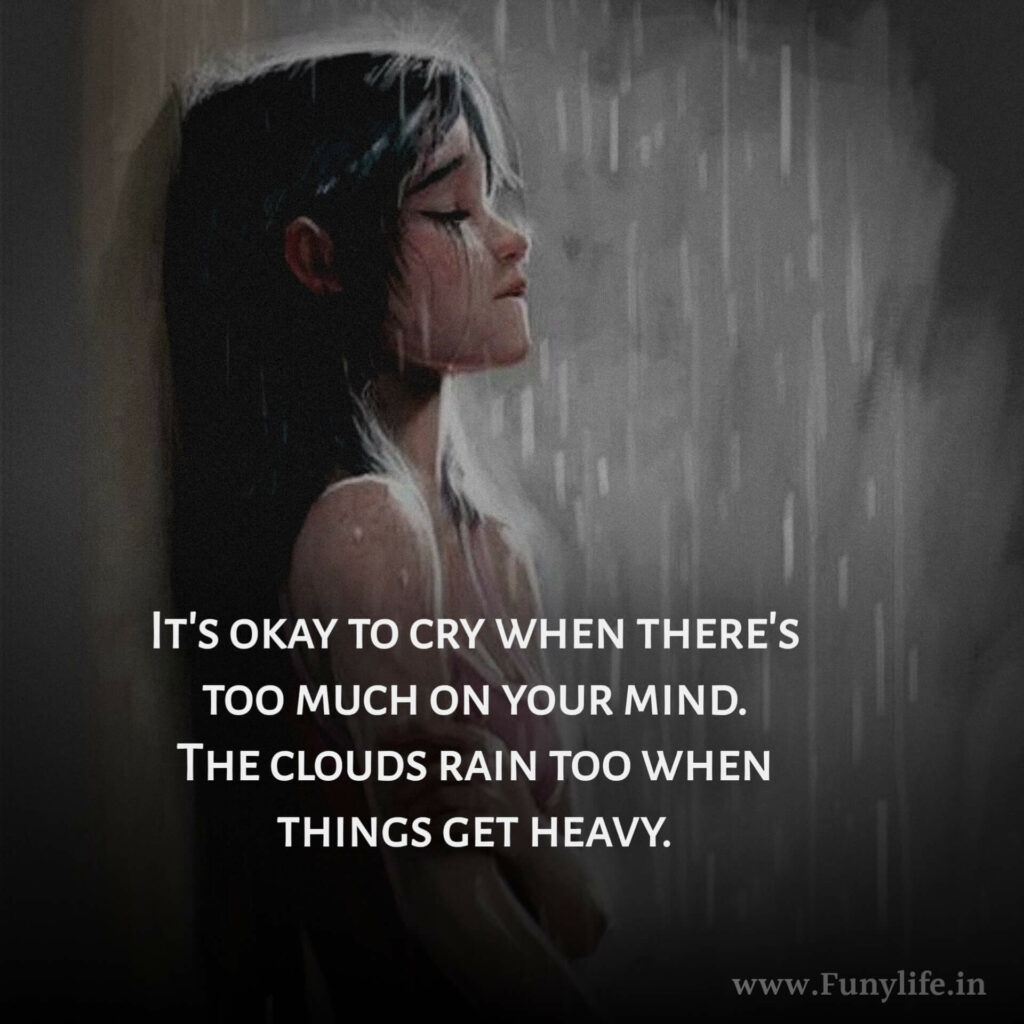 It's okay to cry when there's
too much on your mind.
The clouds rain too when
things get heavy.
www.Funylife.in